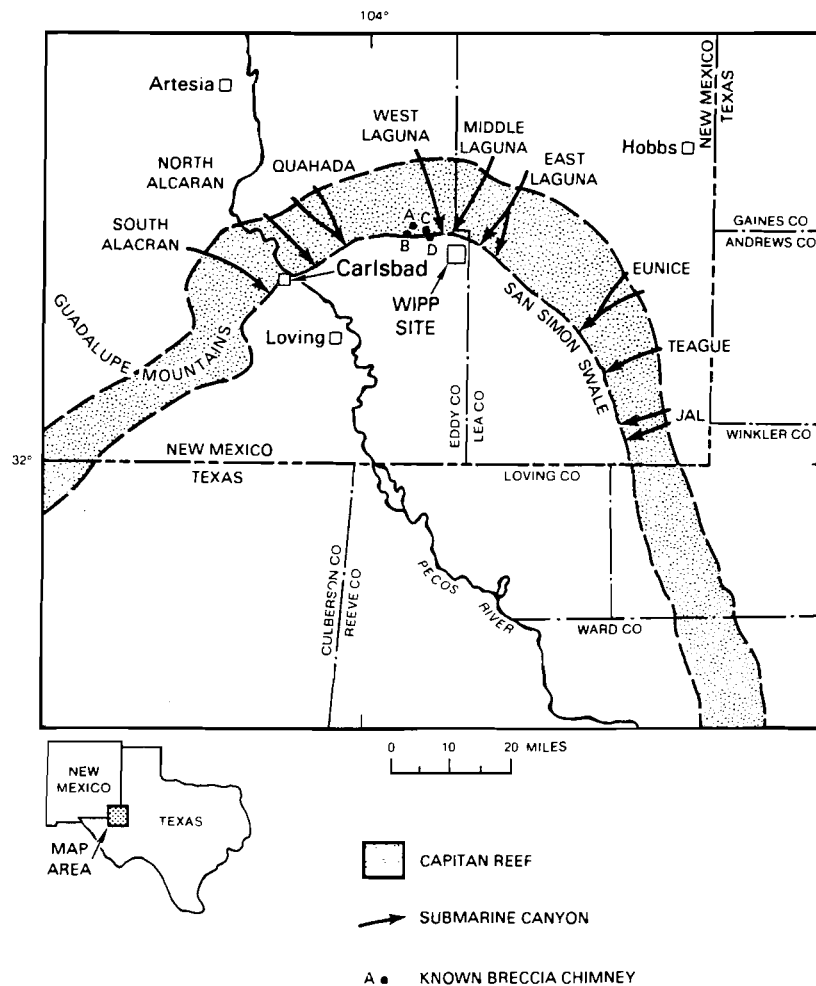 104°
Artesia
WEST
LAGUNA
MIDDLE
LAGUNA
NEW MEXICO
TEXAS
Hobbs
NORTH
ALCARAN
QUAHADA
EAST
LAGUNA
SOUTH
ALACRAN
A
C
B
D
GAINES CO
ANDREWS CO
Carlsbad
WIPP
SITE
EUNICE
SAN SIMON SWALE
GUADALUPE MOUNTAINS
Loving
TEAGUE
EDDY CO
LEA CO
JAL
WINKLER CO
32°
NEW MEXICO
TEXAS
LOVING CO
CULBERSON CO
REEVE CO
PECOS RIVER
WARD CO
0 10 20 MILES
NEW
MEXICO
TEXAS
MAP
AREA
CAPITAN REEF
SUBMARINE CANYON
A KNOWN BRECCIA CHIMNEY